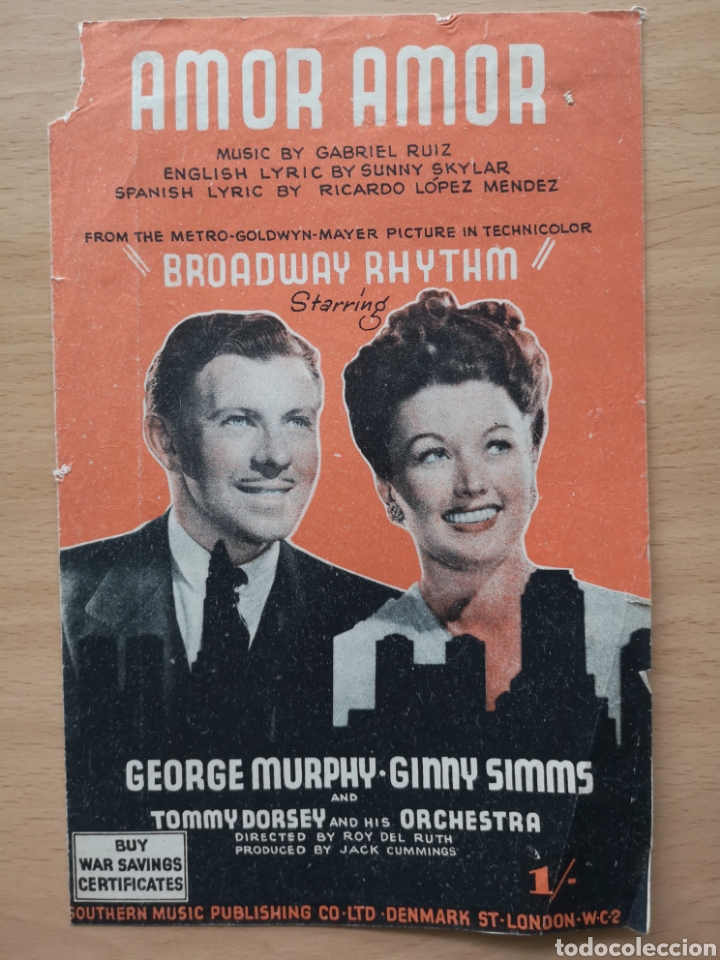 AMOR AMOR
MUSIC BY GABRIEL RUIZ
ENGLISH LYRIC BY SUNNY SKYLAR
SPANISH LYRIC BY RICARDO LÓPEZ MENDEZ
FROM THE METRO-GOLDWYN-MAYER PICTURE IN TECHNICOLOR
"BROADWAY RHYTHM"
Starring
GEORGE MURPHY·GINNY SIMMS
AND
TOMMY DORSEY AND HIS ORCHESTRA
DIRECTED BY ROY DEL RUTH
PRODUCED BY JACK CUMMINGS
BUY
WAR SAVINGS
CERTIFICATES
1/-
SOUTHERN MUSIC PUBLISHING CO·LTD·DENMARK ST·LONDON·W·C·2
todocoleccion